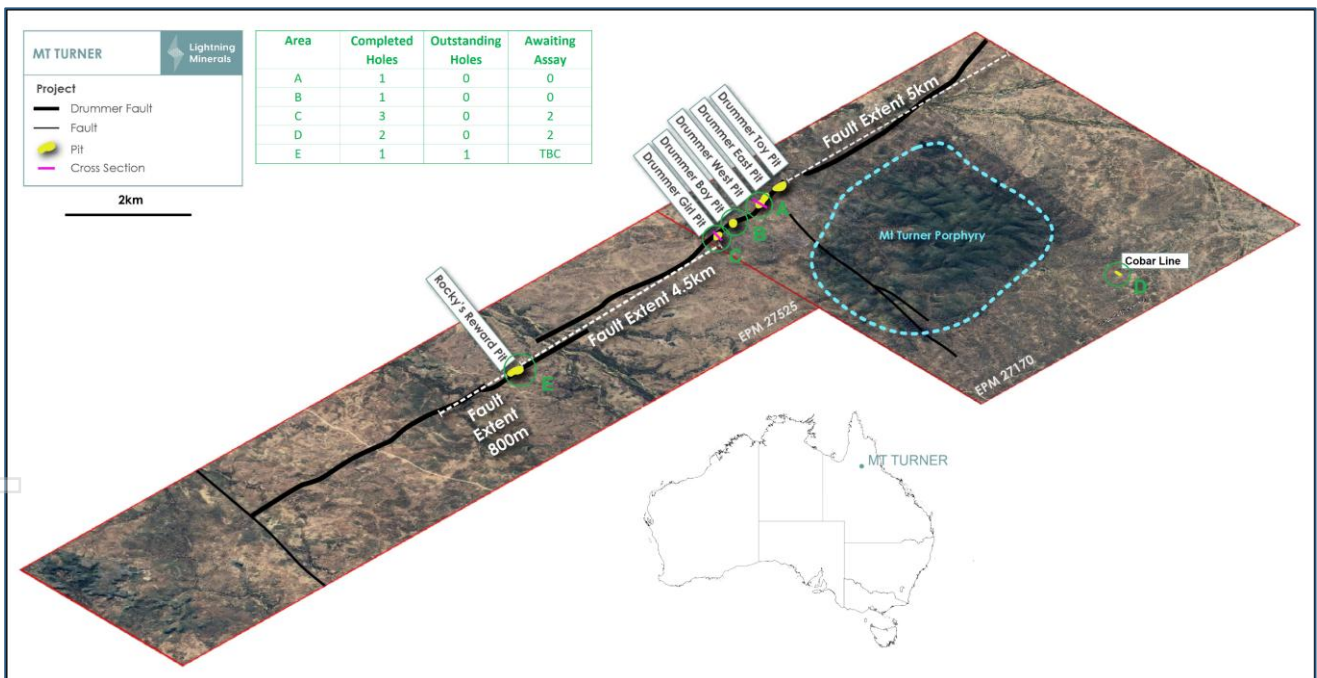 MT TURNER
Lightning
Minerals
Project
Drummer Fault
Fault
Pit
Cross Section
2km
Area Completed Holes Outstanding Holes Awaiting Assay
A 1 0 0
B 1 0 0
C 3 0 2
D 2 0 2
E 1 1 TBC
Drummer Toy Pit
Drummer East Pit
Drummer West Pit
Drummer Boy Pit
Drummer Girl Pit
Fault Extent 5km
A
B
C
Mt Turner Porphyry
Cobar Line
D
Fault Extent 4.5km
EPM 27525
EPM 27170
Rocky's Reward Pit
E
Fault
Extent
800m
MT TURNER